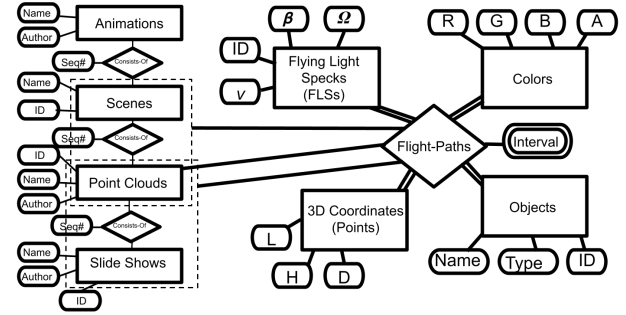 Name
Author
Animations
Seq#
Consists-Of
Name
ID
Scenes
Seq#
Consists-Of
ID
Name
Author
Point Clouds
Seq#
Consists-Of
Name
Author
ID
Slide Shows
β
Ω
ID
v
Flying Light
Specks
(FLSs)
R
G
B
A
Colors
Flight-Paths
Interval
3D Coordinates
(Points)
L
H
D
Objects
Name
Type
ID